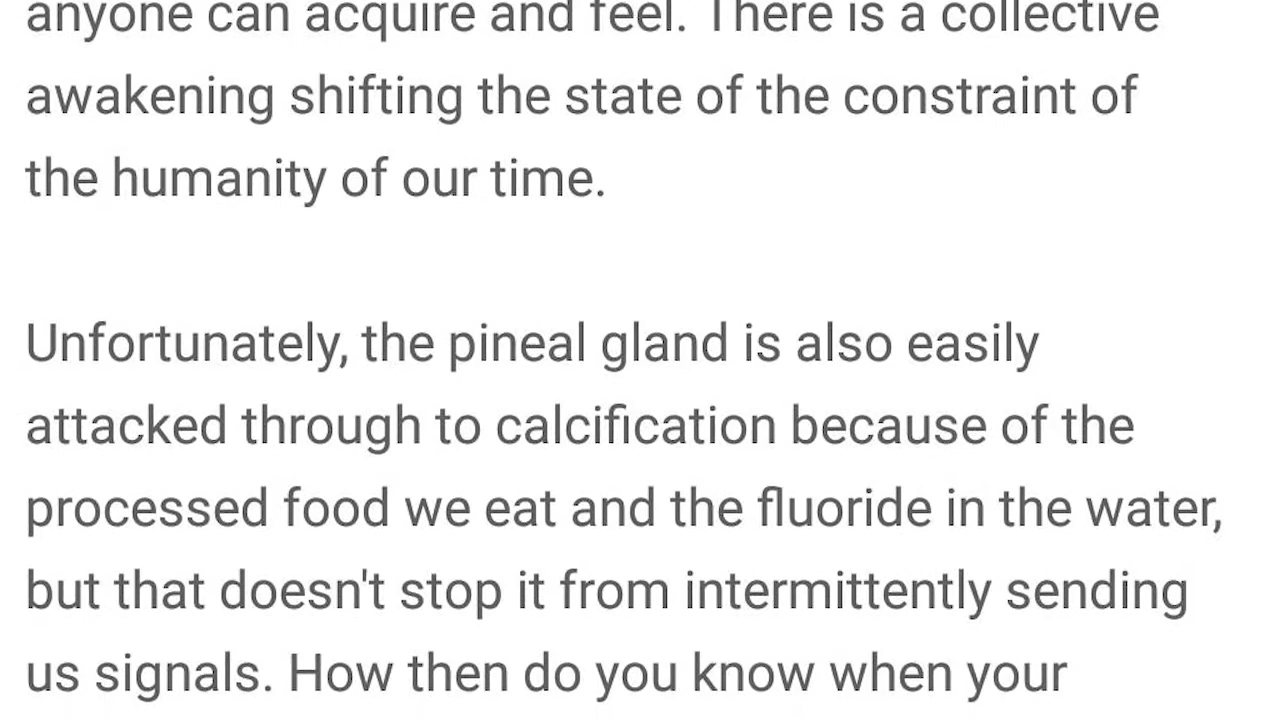 anyone can acquire and feel. There is a collective
awakening shifting the state of the constraint of
the humanity of our time.
Unfortunately, the pineal gland is also easily
attacked through to calcification because of the
processed food we eat and the fluoride in the water,
but that doesn't stop it from intermittently sending
us signals. How then do you know when your